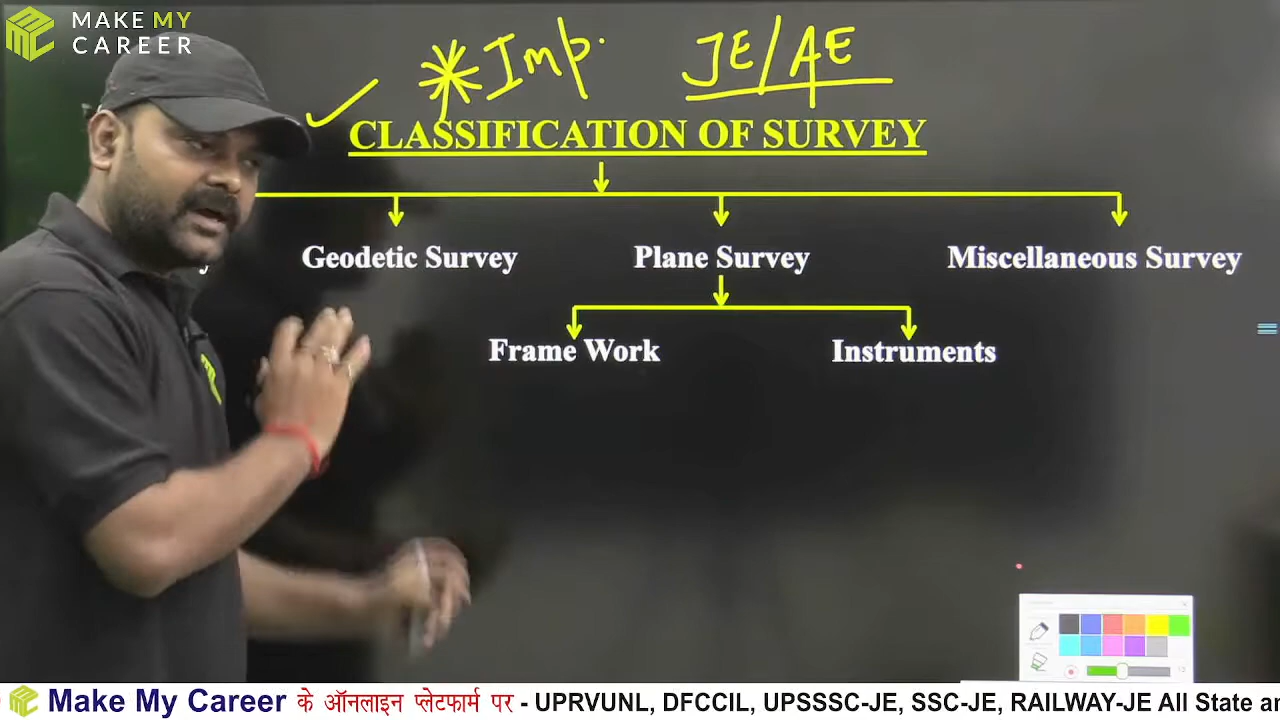 MAKE MY
CAREER
*Imp. JE/AE
CLASSIFICATION OF SURVEY
Geodetic Survey Plane Survey Miscellaneous Survey
Frame Work Instruments
Make My Career के ऑनलाइन प्लेटफार्म पर - UPRVUNL, DFCCIL, UPSSSC-JE, SSC-JE, RAILWAY-JE All State